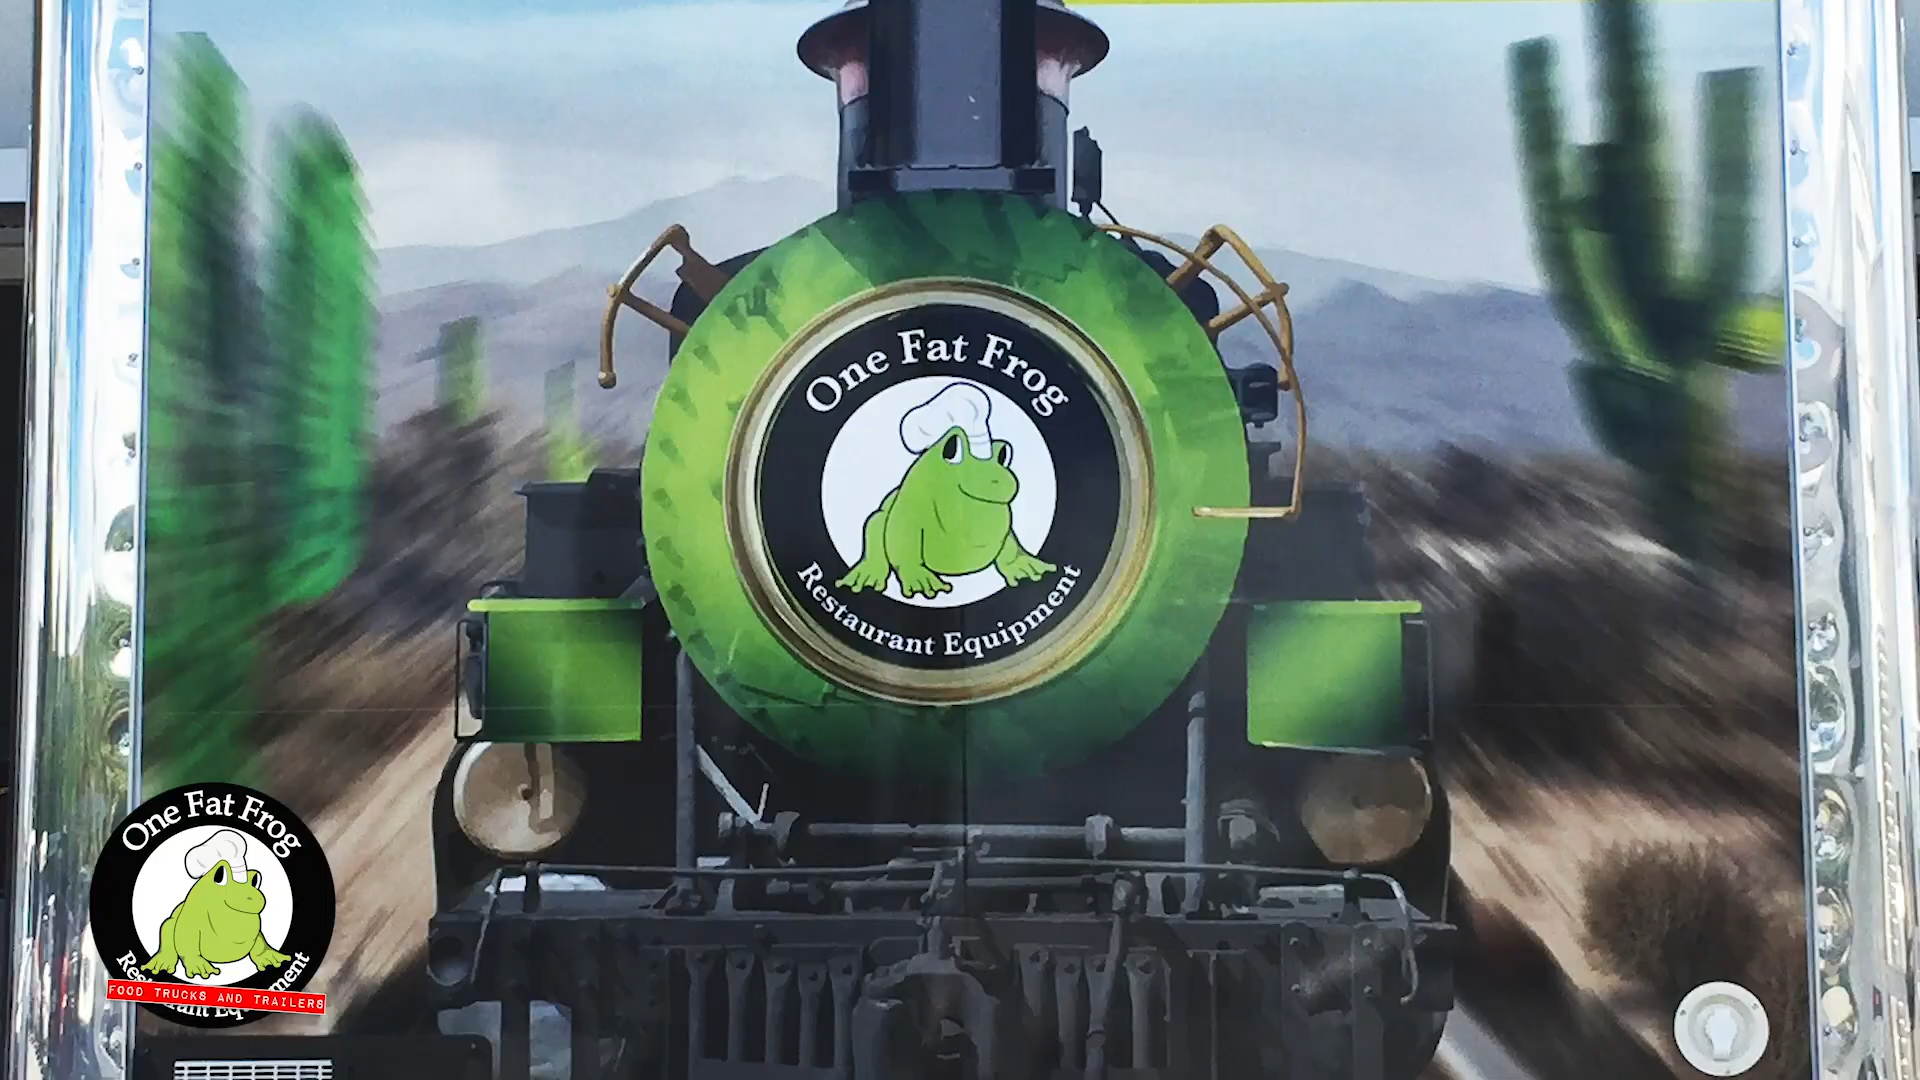 One Fat Frog
Restaurant Equipment
One Fat Frog
FOOD TRUCKS AND TRAILERS